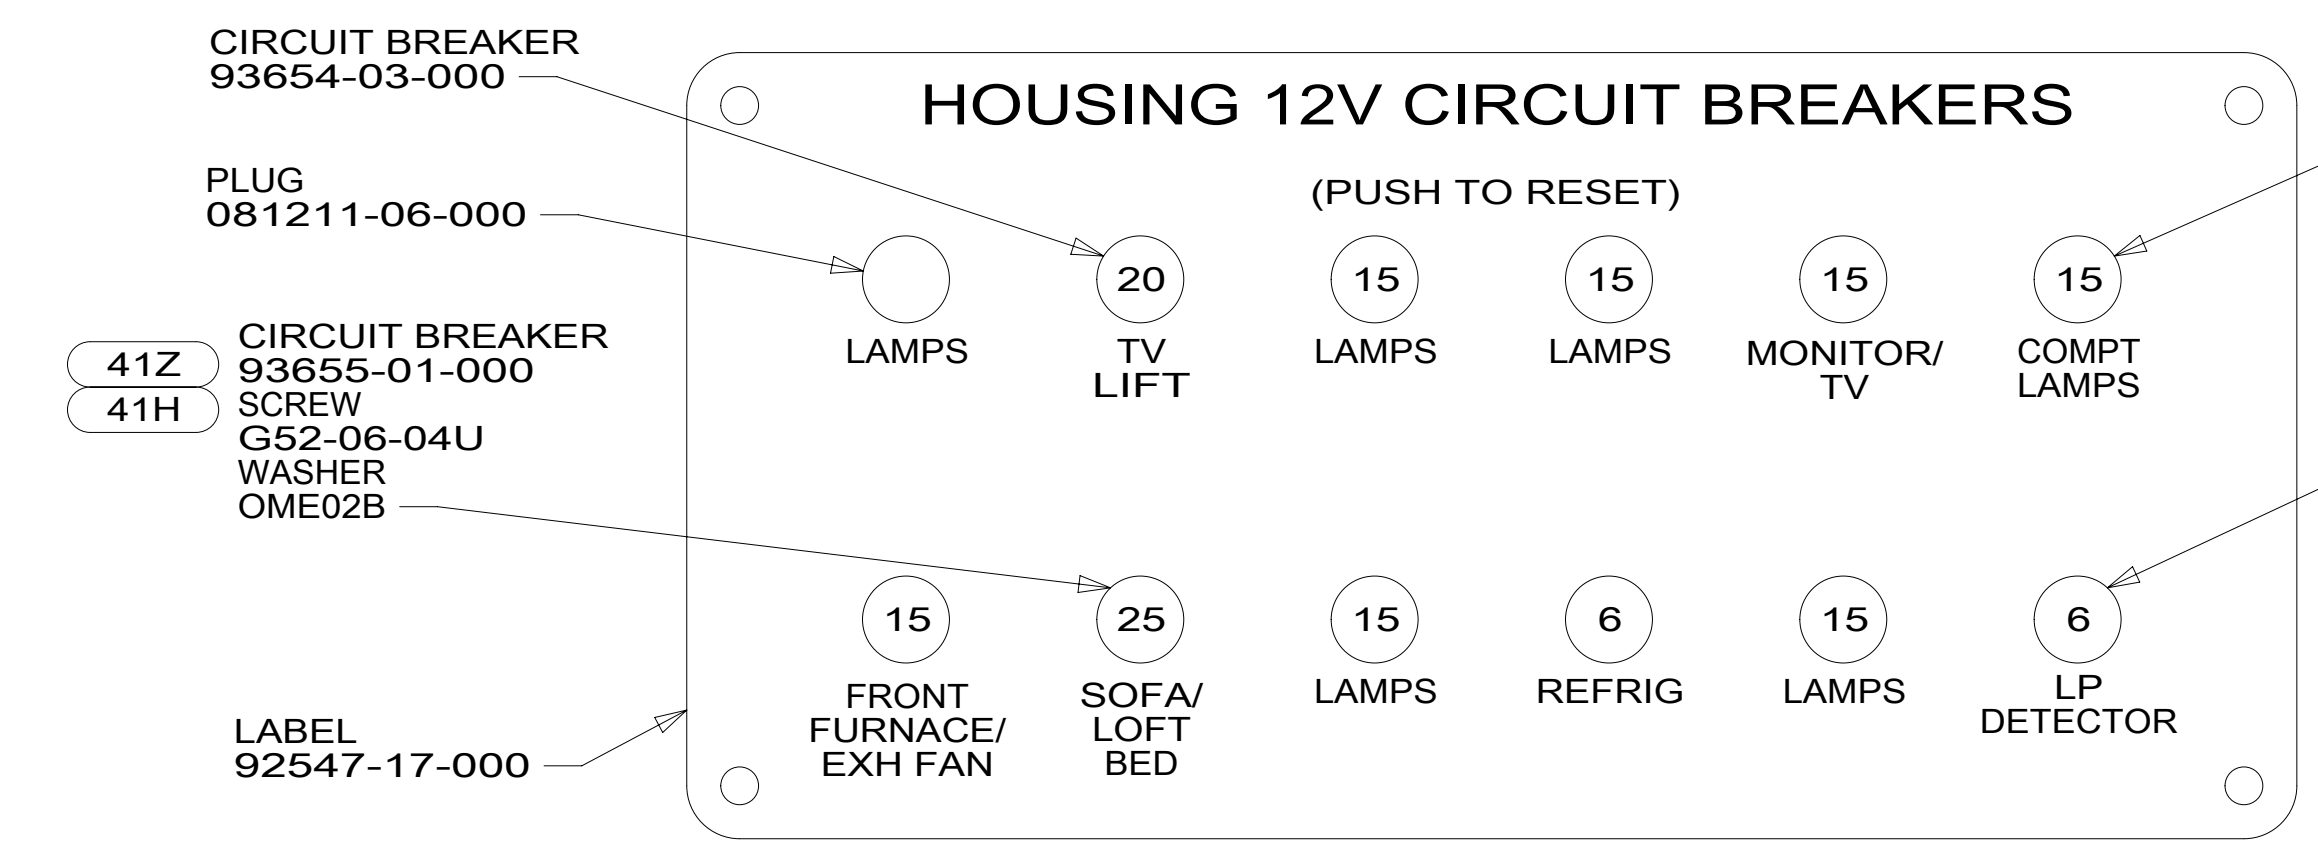 CIRCUIT BREAKER
93654-03-000
PLUG
081211-06-000
41Z
41H
CIRCUIT BREAKER
93655-01-000
SCREW
G52-06-04U
WASHER
OME02B
LABEL
92547-17-000
HOUSING 12V CIRCUIT BREAKERS
(PUSH TO RESET)
20 15 15 15 15
LAMPS TV LAMPS LAMPS MONITOR/ COMPT
LIFT TV LAMPS
15 25 15 6 15 6
FRONT SOFA/ LAMPS REFRIG LAMPS LP
FURNACE/ LOFT DETECTOR
EXH FAN BED